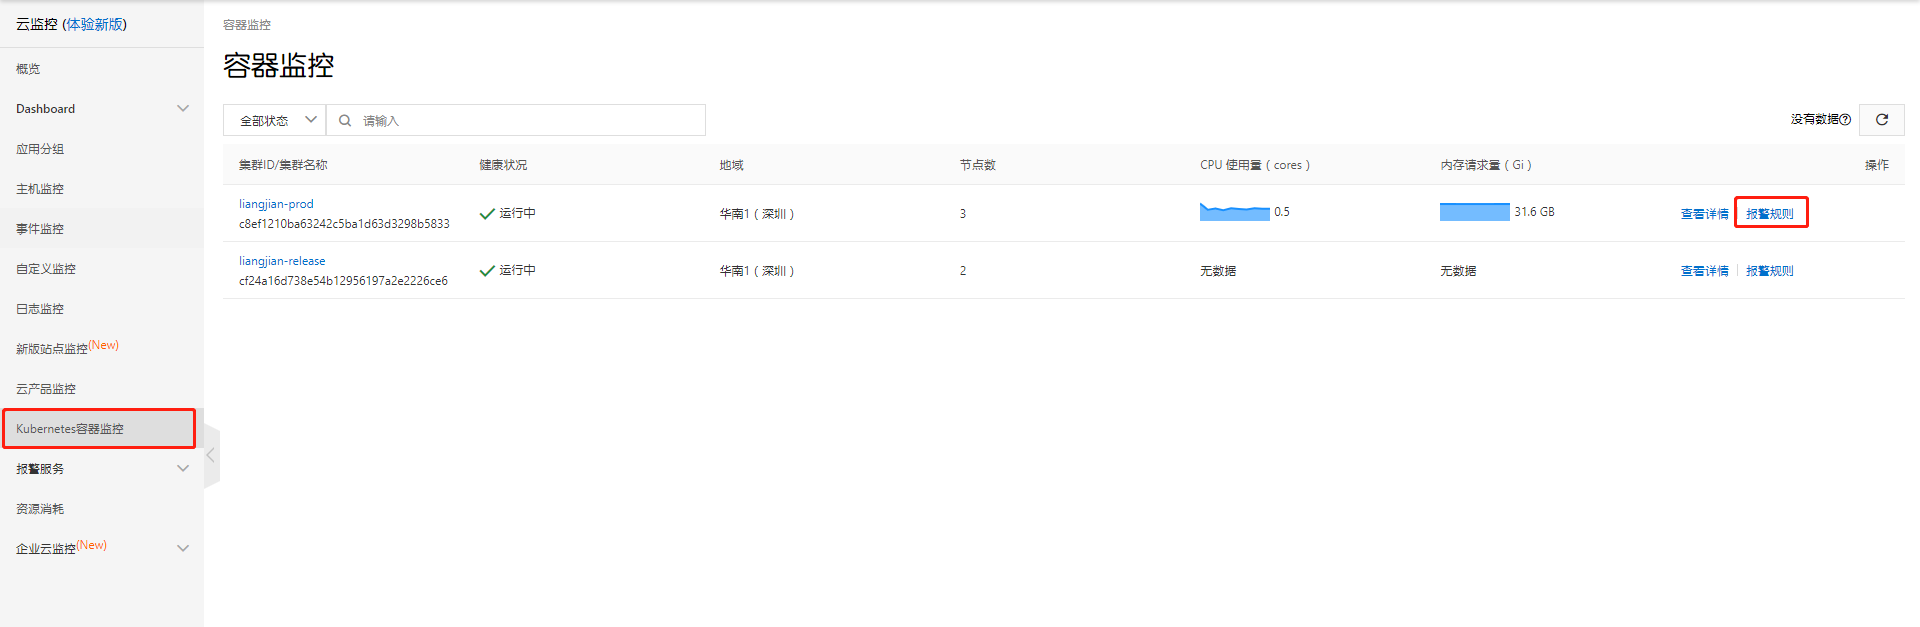 云监控 (体验新版)
概览
Dashboard
应用分组
主机监控
事件监控
自定义监控
日志监控
新版站点监控(New)
云产品监控
Kubernetes容器监控
报警服务
资源消耗
企业云监控(New)
容器监控
容器监控
全部状态 请输入 没有数据?
集群ID/集群名称 健康状况 地域 节点数 CPU 使用量 ( cores ) 内存请求量 ( Gi ) 操作
liangjian-prod
c8ef1210ba63242c5ba1d63d3298b5833 运行中 华南1 ( 深圳 ) 3 0.5 31.6 GB 查看详情 报警规则
liangjian-release
cf24a16d738e54b12956197a2e2226ce6 运行中 华南1 ( 深圳 ) 2 无数据 无数据 查看详情 报警规则